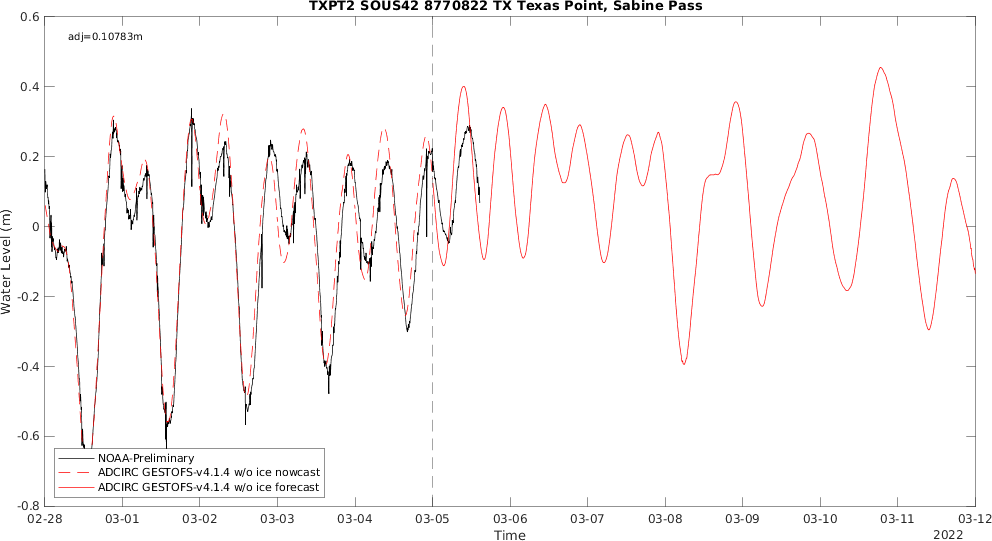 TXPT2 SOUS42 8770822 TX Texas Point, Sabine Pass
adj=0.10783m
0.6
0.4
0.2
0
-0.2
-0.4
-0.6
-0.8
Water Level (m)
NOAA-Preliminary
ADCIRC GESTOFS-v4.1.4 w/o ice nowcast
ADCIRC GESTOFS-v4.1.4 w/o ice forecast
02-28 03-01 03-02 03-03 03-04 03-05 03-06 03-07 03-08 03-09 03-10 03-11 03-12
Time
2022